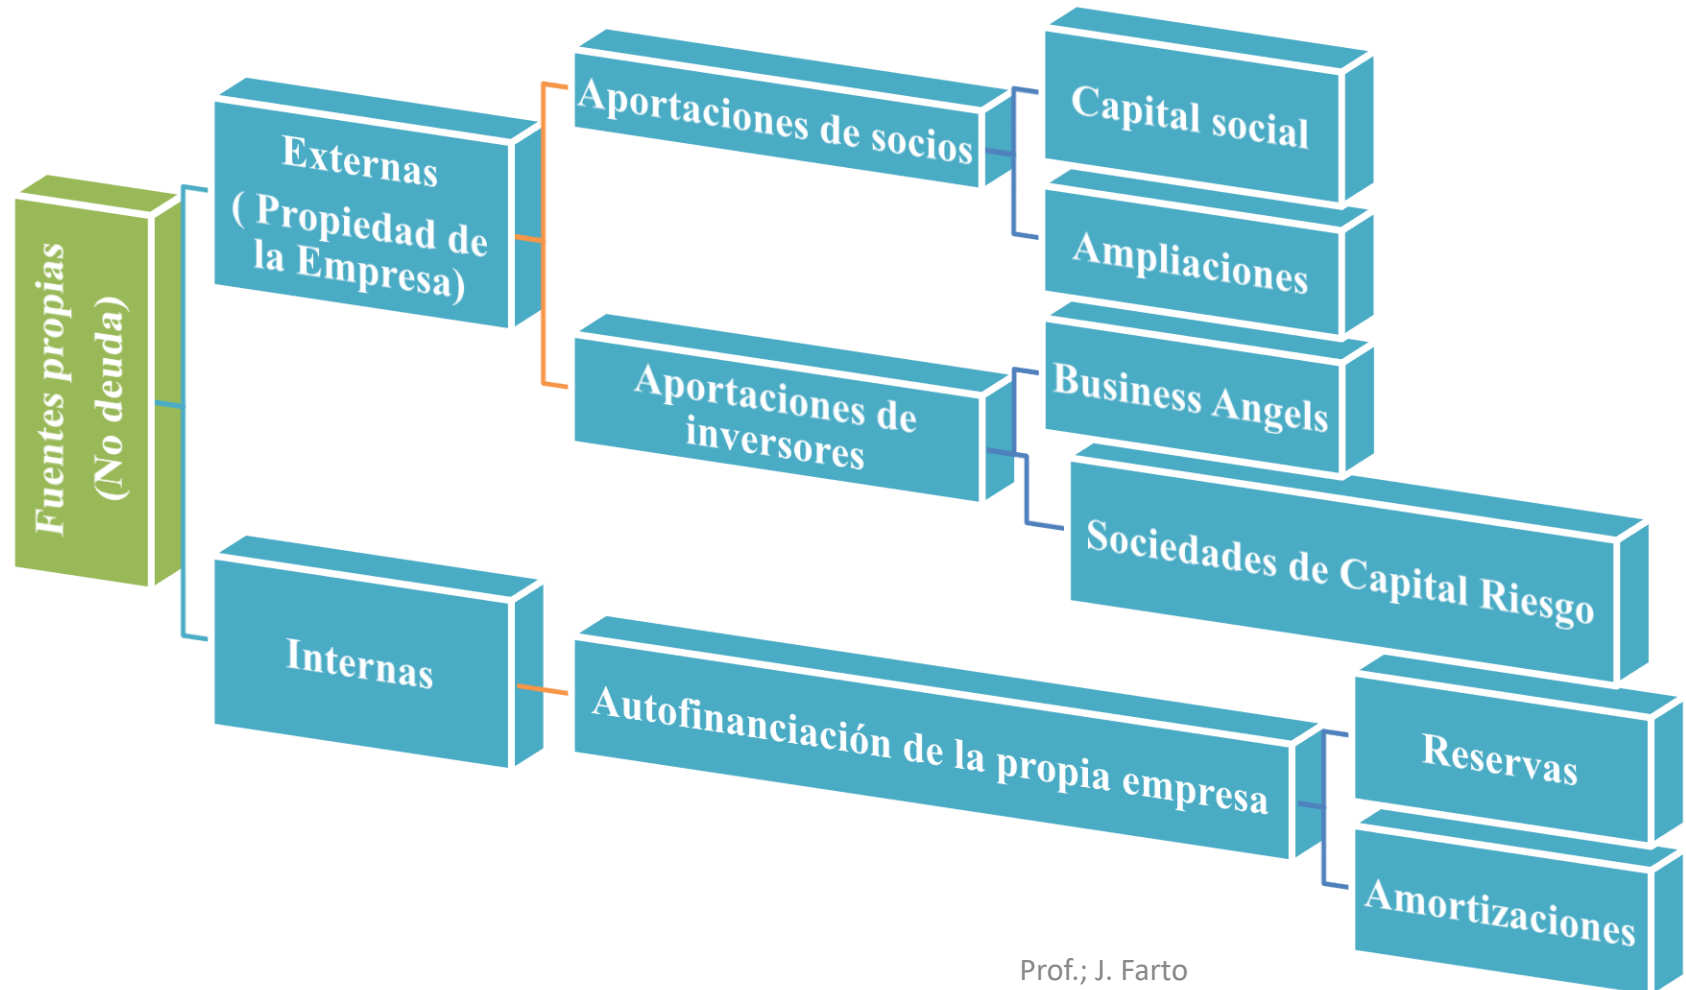 Fuentes propias
(No deuda)
Externas
( Propiedad de
la Empresa)
Aportaciones de socios
Capital social
Ampliaciones
Aportaciones de
inversores
Business Angels
Sociedades de Capital Riesgo
Internas
Autofinanciación de la propia empresa
Reservas
Amortizaciones
Prof.; J. Farto